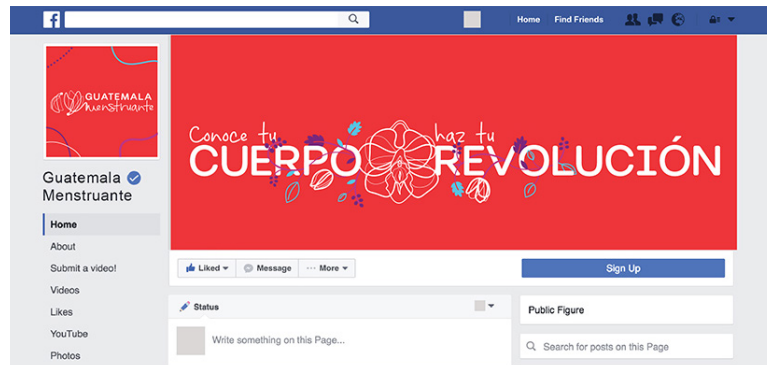 f
Home Find Friends
GUATEMALA
Menstruante
Conoce tu haz tu
CUERPO REVOLUCIÓN
Guatemala
Menstruante
Home
About
Submit a video!
Videos
Likes
YouTube
Photos
Liked Message ··· More
Sign Up
Status
Write something on this Page...
Public Figure
Search for posts on this Page